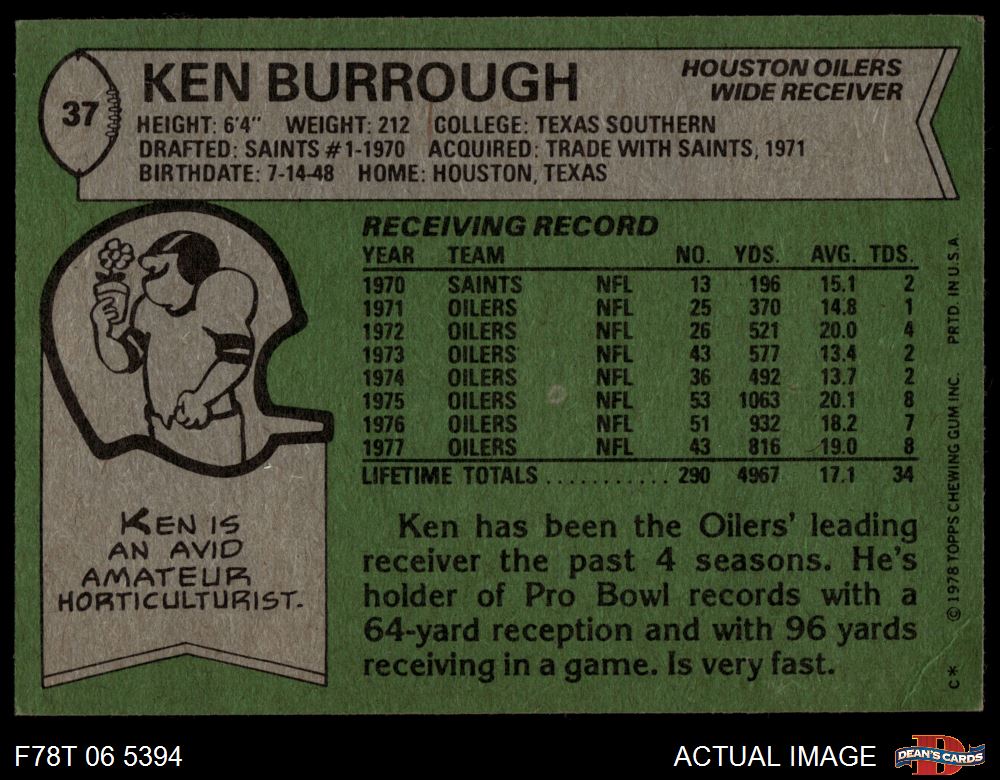 37
KEN BURROUGH
HOUSTON OILERS
WIDE RECEIVER
HEIGHT: 6'4" WEIGHT: 212 COLLEGE: TEXAS SOUTHERN
DRAFTED: SAINTS #1-1970 ACQUIRED: TRADE WITH SAINTS, 1971
BIRTHDATE: 7-14-48 HOME: HOUSTON, TEXAS
RECEIVING RECORD
YEAR TEAM NO. YDS. AVG. TDS.
1970 SAINTS NFL 13 196 15.1 2
1971 OILERS NFL 25 370 14.8 1
1972 OILERS NFL 26 521 20.0 4
1973 OILERS NFL 43 577 13.4 2
1974 OILERS NFL 36 492 13.7 2
1975 OILERS NFL 53 1063 20.1 8
1976 OILERS NFL 51 932 18.2 7
1977 OILERS NFL 43 816 19.0 8
LIFETIME TOTALS ........... 290 4967 17.1 34
KEN IS
AN AVID
AMATEUR
HORTICULTURIST.
Ken has been the Oilers' leading
receiver the past 4 seasons. He's
holder of Pro Bowl records with a
64-yard reception and with 96 yards
receiving in a game. Is very fast.
C* © 1978 TOPPS CHEWING GUM INC. PRTD. IN U.S.A.
F78T 06 5394
ACTUAL IMAGE
D
DEAN'S CARDS